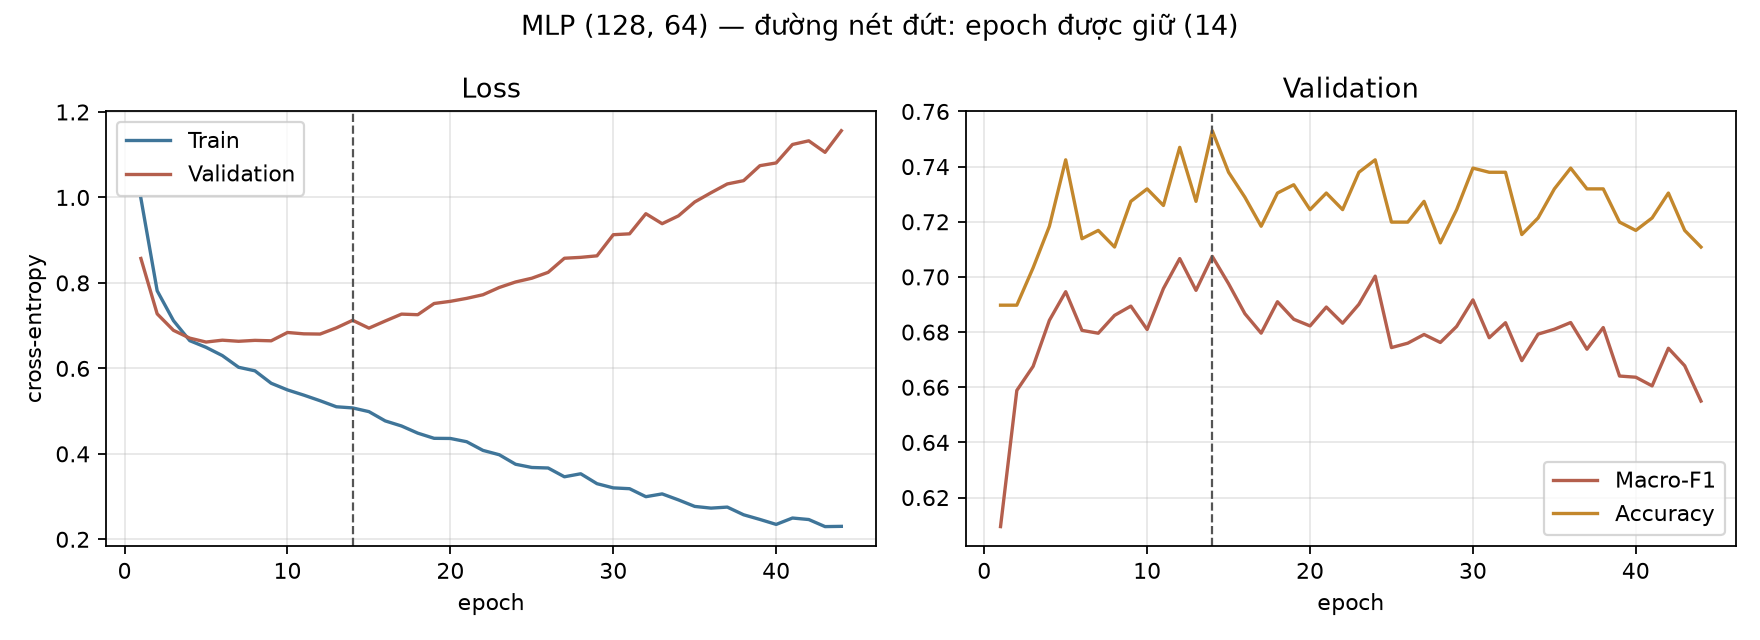 MLP (128, 64) — đường nét đứt: epoch được giữ (14)
Loss
cross-entropy
1.2
1.0
0.8
0.6
0.4
0.2
Train
Validation
0
10
20
30
40
epoch
Validation
0.76
0.74
0.72
0.70
0.68
0.66
0.64
0.62
Macro-F1
Accuracy
0
10
20
30
40
epoch